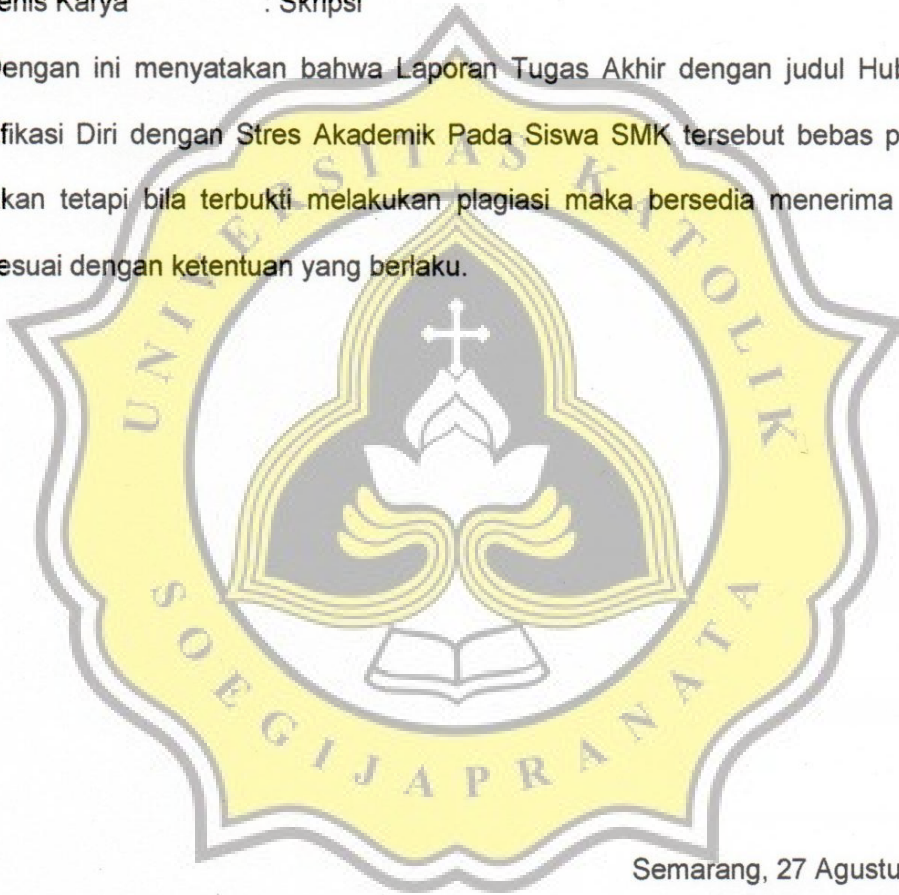 enis Karya : Skripsi
engan ini menyatakan bahwa Laporan Tugas Akhir dengan judul Hub
fikasi Diri dengan Stres Akademik Pada Siswa SMK tersebut bebas p
kan tetapi bila terbukti melakukan plagiasi maka bersedia menerima
esuai dengan ketentuan yang berlaku.
UNIVERSITAS KATOLIK
SOEGIJAPRANATA
Semarang, 27 Agustu